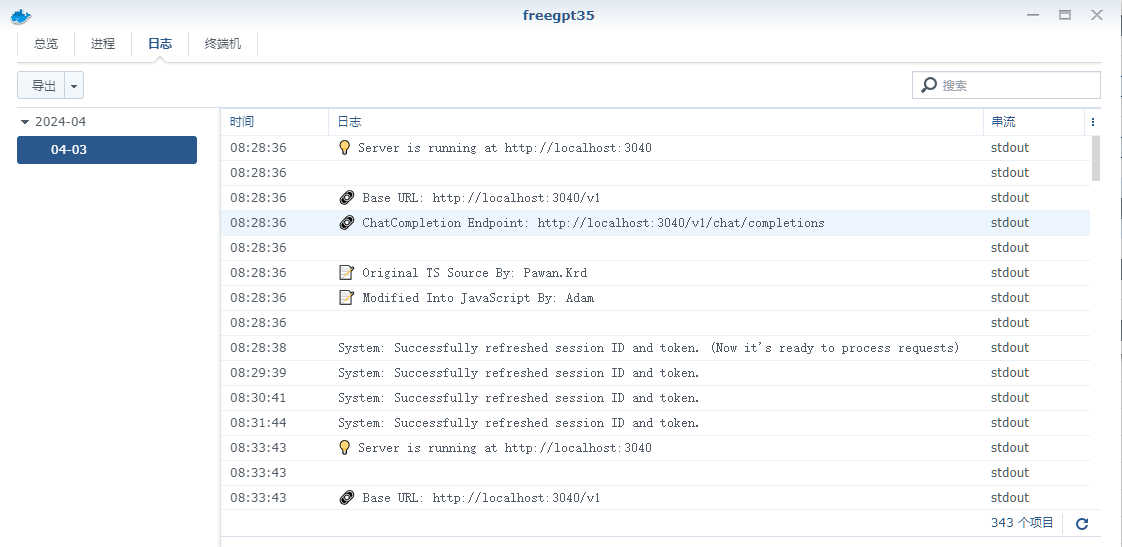 freegpt35
总览 进程 日志 终端机
导出 搜索
2024-04
04-03
时间 日志 串流
08:28:36 Server is running at http://localhost:3040 stdout
08:28:36 stdout
08:28:36 Base URL: http://localhost:3040/v1 stdout
08:28:36 ChatCompletion Endpoint: http://localhost:3040/v1/chat/completions stdout
08:28:36 stdout
08:28:36 Original TS Source By: Pawan.Krd stdout
08:28:36 Modified Into JavaScript By: Adam stdout
08:28:36 stdout
08:28:38 System: Successfully refreshed session ID and token. (Now it's ready to process requests) stdout
08:29:39 System: Successfully refreshed session ID and token. stdout
08:30:41 System: Successfully refreshed session ID and token. stdout
08:31:44 System: Successfully refreshed session ID and token. stdout
08:33:43 Server is running at http://localhost:3040 stdout
08:33:43 stdout
08:33:43 Base URL: http://localhost:3040/v1 stdout
343 个项目